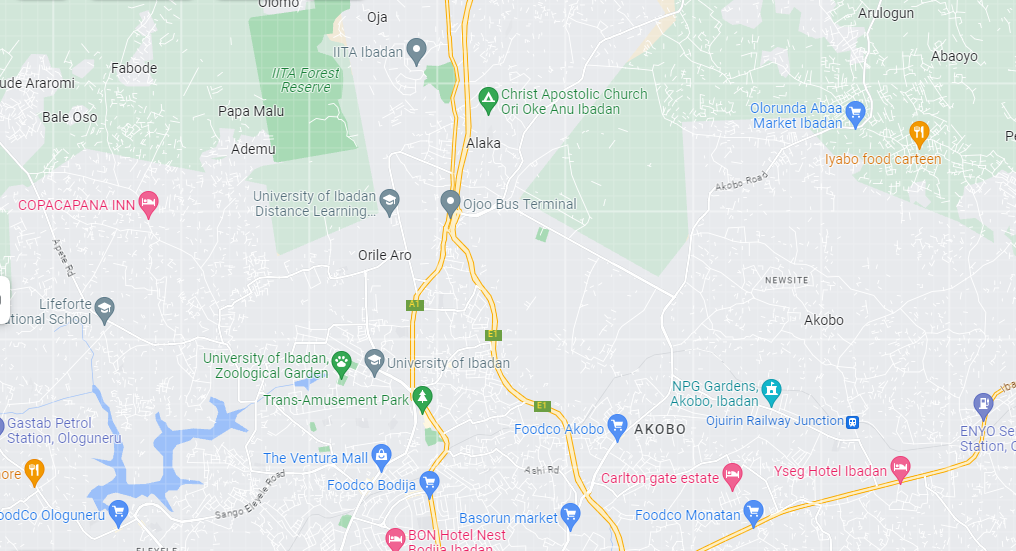 Olomo
Oja
Arulogun
IITA Ibadan
Abaoyo
Fabode
IITA Forest
Reserve
ude Araromi
Christ Apostolic Church
Ori Oke Anu Ibadan
Papa Malu
Bale Oso
Olorunda Abaa
Market Ibadan
Alaka
Ademu
Iyabo food carteen
Akobo Road
University of Ibadan
Distance Learning...
COPACAPANA INN
Ojoo Bus Terminal
Apete Rd
Orile Aro
NEWSITE
Lifeforte
ational School
A1
Akobo
E1
University of Ibadan,
Zoological Garden
University of Ibadan
Trans-Amusement Park
NPG Gardens,
Akobo, Ibadan
E1
Ojuirin Railway Junction
Gastab Petrol
Station, Ologuneru
Foodco Akobo
AKOBO
ENYO Se
Station, O
The Ventura Mall
Ashi Rd
Yseg Hotel Ibadan
Carlton gate estate
ore
Foodco Bodija
Sango Eleyele Road
oodCo Ologuneru
Basorun market
Foodco Monatan
BON Hotel Nest
Bodija Ibadan
ELEYELE